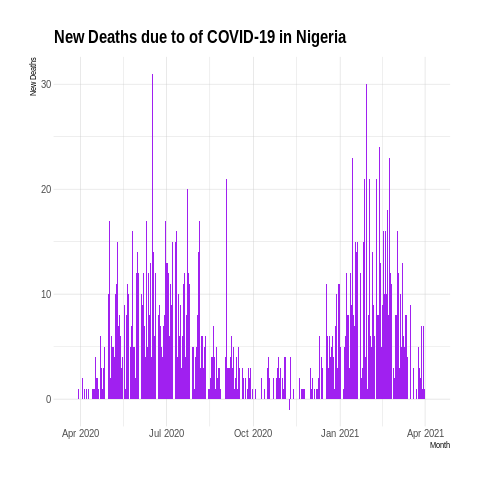 New Deaths due to of COVID-19 in Nigeria
New Deaths
30
20
10
0
Apr 2020 Jul 2020 Oct 2020 Jan 2021 Apr 2021
Month